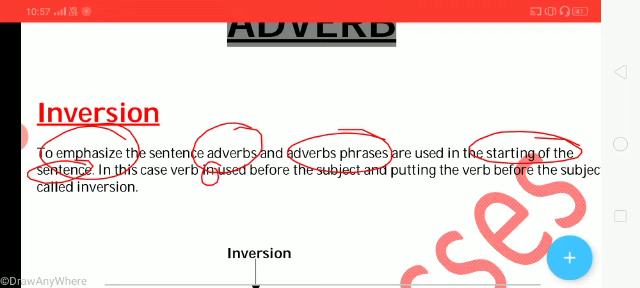 10:57
ADVERB
Inversion
To emphasize the sentence adverbs and adverbs phrases are used in the starting of the
sentence. In this case verb in used before the subject and putting the verb before the subjec
called inversion.
ses
Inversion
+
©DrawAnyWhere